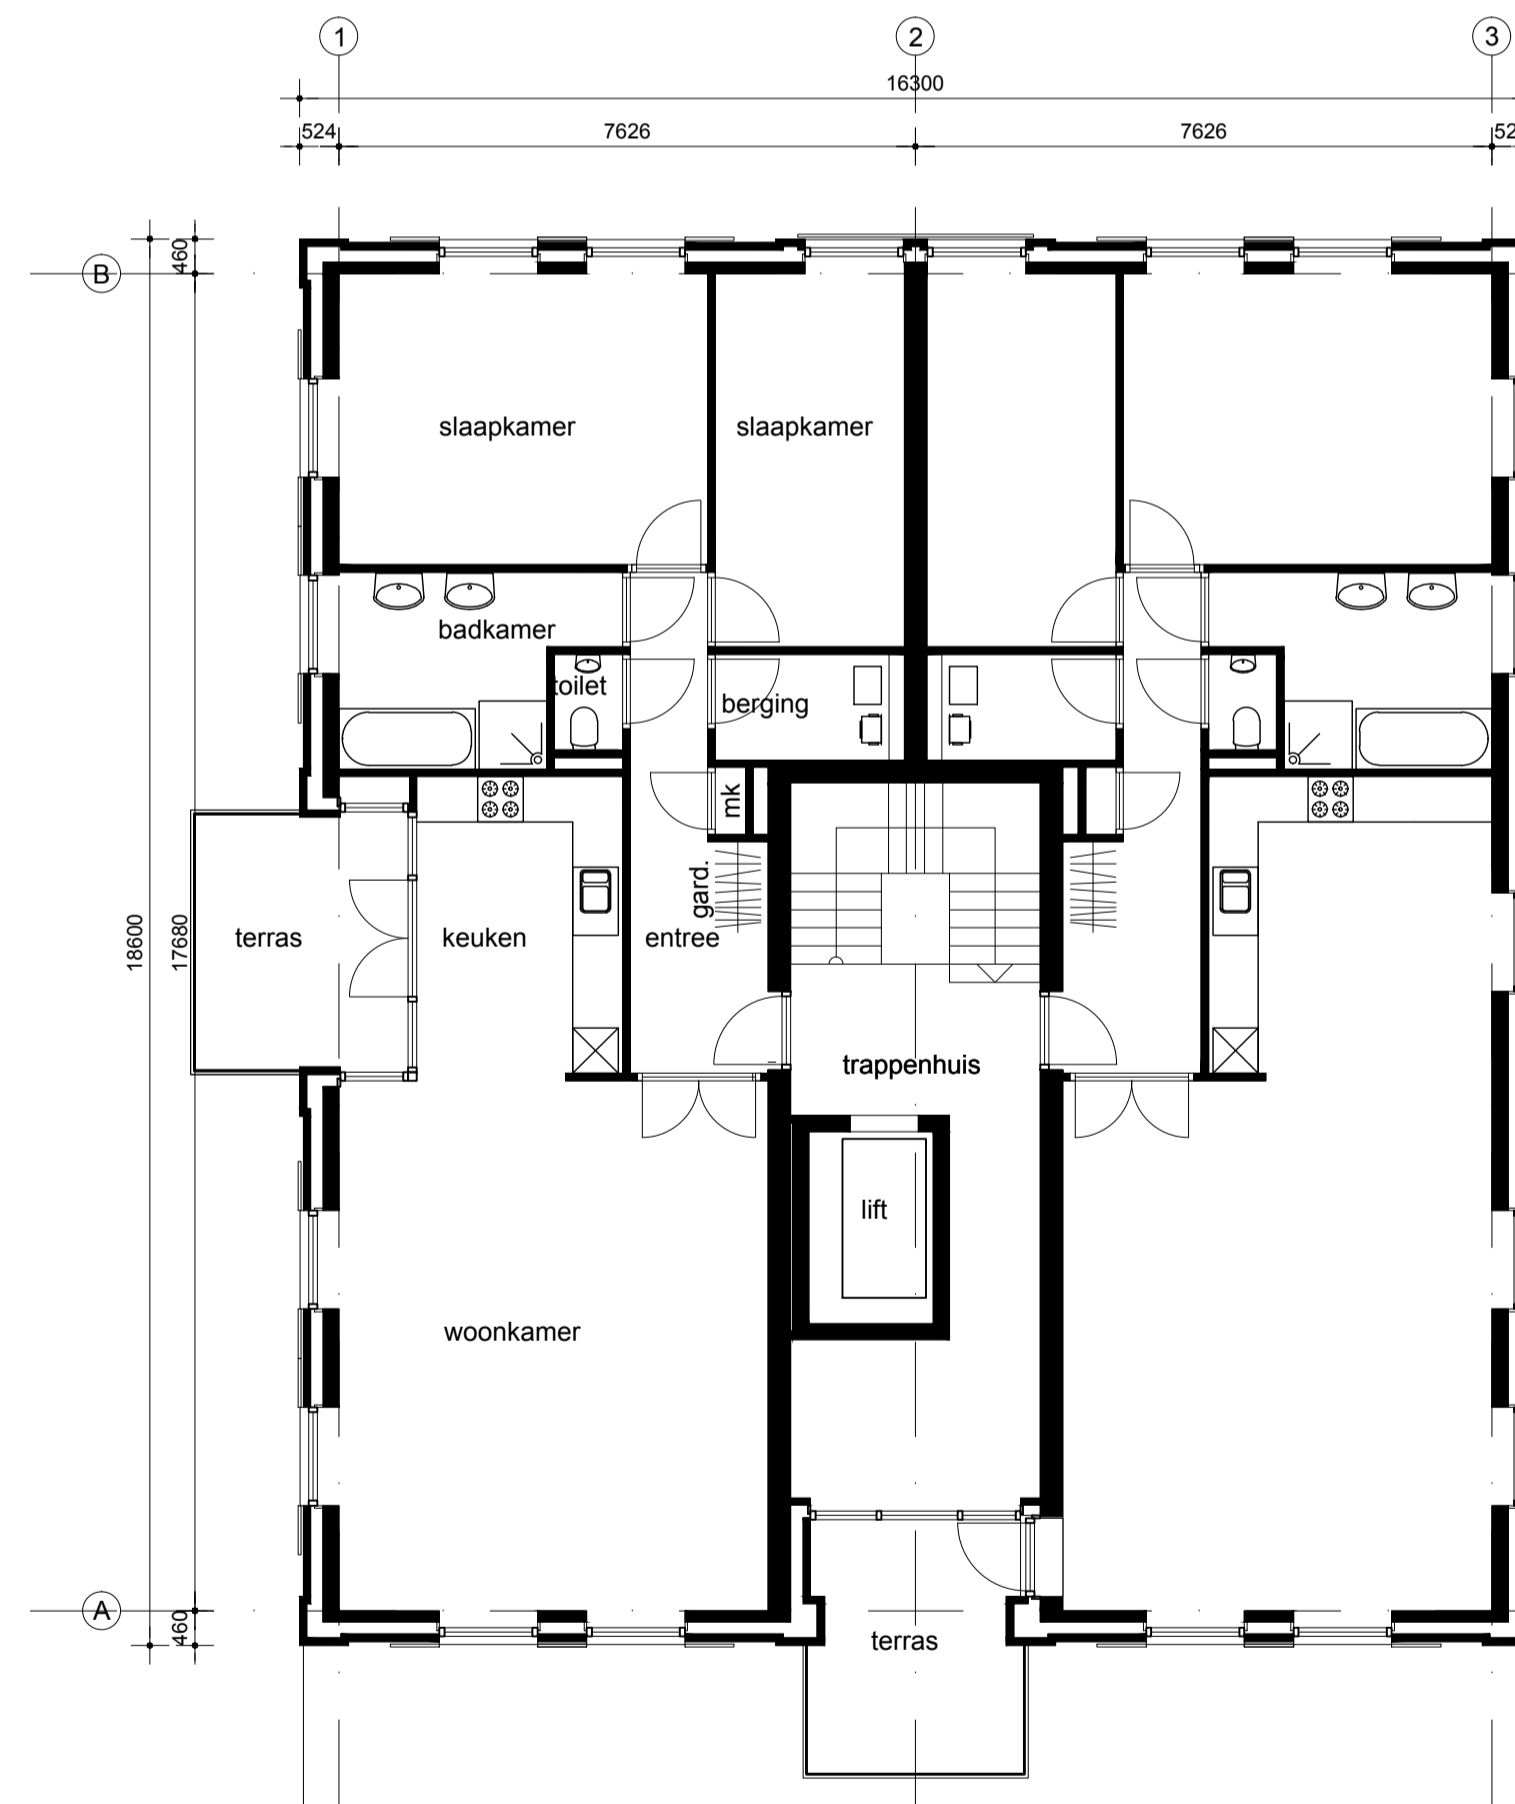 1 2 3
16300
524 7626 7626 52
460
B
slaapkamer slaapkamer
badkamer
toilet
berging
mk
gard.
18600 17680 terras keuken entree
trappenhuis
lift
woonkamer
A
460
terras